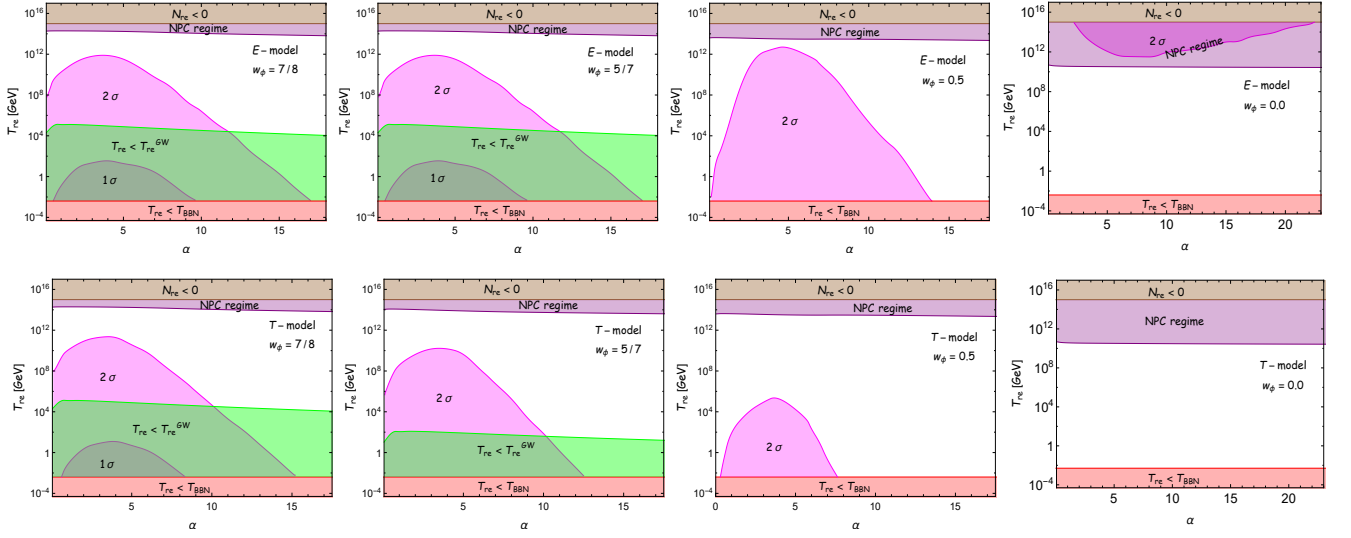 N_re < 0
NPC regime
E – model
w_ϕ = 7/8
2 σ
T_re < T_re^GW
1 σ
T_re < T_BBN
T_re [GeV]
10^16
10^12
10^8
10^4
1
10^-4
5 10 15
α
N_re < 0
NPC regime
E – model
w_ϕ = 5/7
2 σ
T_re < T_re^GW
1 σ
T_re < T_BBN
T_re [GeV]
10^16
10^12
10^8
10^4
1
10^-4
5 10 15
α
N_re < 0
NPC regime
E – model
w_ϕ = 0.5
2 σ
T_re < T_BBN
T_re [GeV]
10^16
10^12
10^8
10^4
1
10^-4
5 10 15
α
N_re < 0
2 σ
NPC regime
E – model
w_ϕ = 0.0
T_re < T_BBN
T_re [GeV]
10^16
10^12
10^8
10^4
1
10^-4
5 10 15 20
α
N_re < 0
NPC regime
T – model
w_ϕ = 7/8
2 σ
T_re < T_re^GW
1 σ
T_re < T_BBN
T_re [GeV]
10^16
10^12
10^8
10^4
1
10^-4
5 10 15
α
N_re < 0
NPC regime
T – model
w_ϕ = 5/7
2 σ
T_re < T_re^GW
T_re < T_BBN
T_re [GeV]
10^16
10^12
10^8
10^4
1
10^-4
5 10 15
α
N_re < 0
NPC regime
T – model
w_ϕ = 0.5
2 σ
T_re < T_BBN
T_re [GeV]
10^16
10^12
10^8
10^4
1
10^-4
0 5 10 15
α
N_re < 0
NPC regime
T – model
w_ϕ = 0.0
T_re < T_BBN
T_re [GeV]
10^16
10^12
10^8
10^4
1
10^-4
5 10 15 20
α